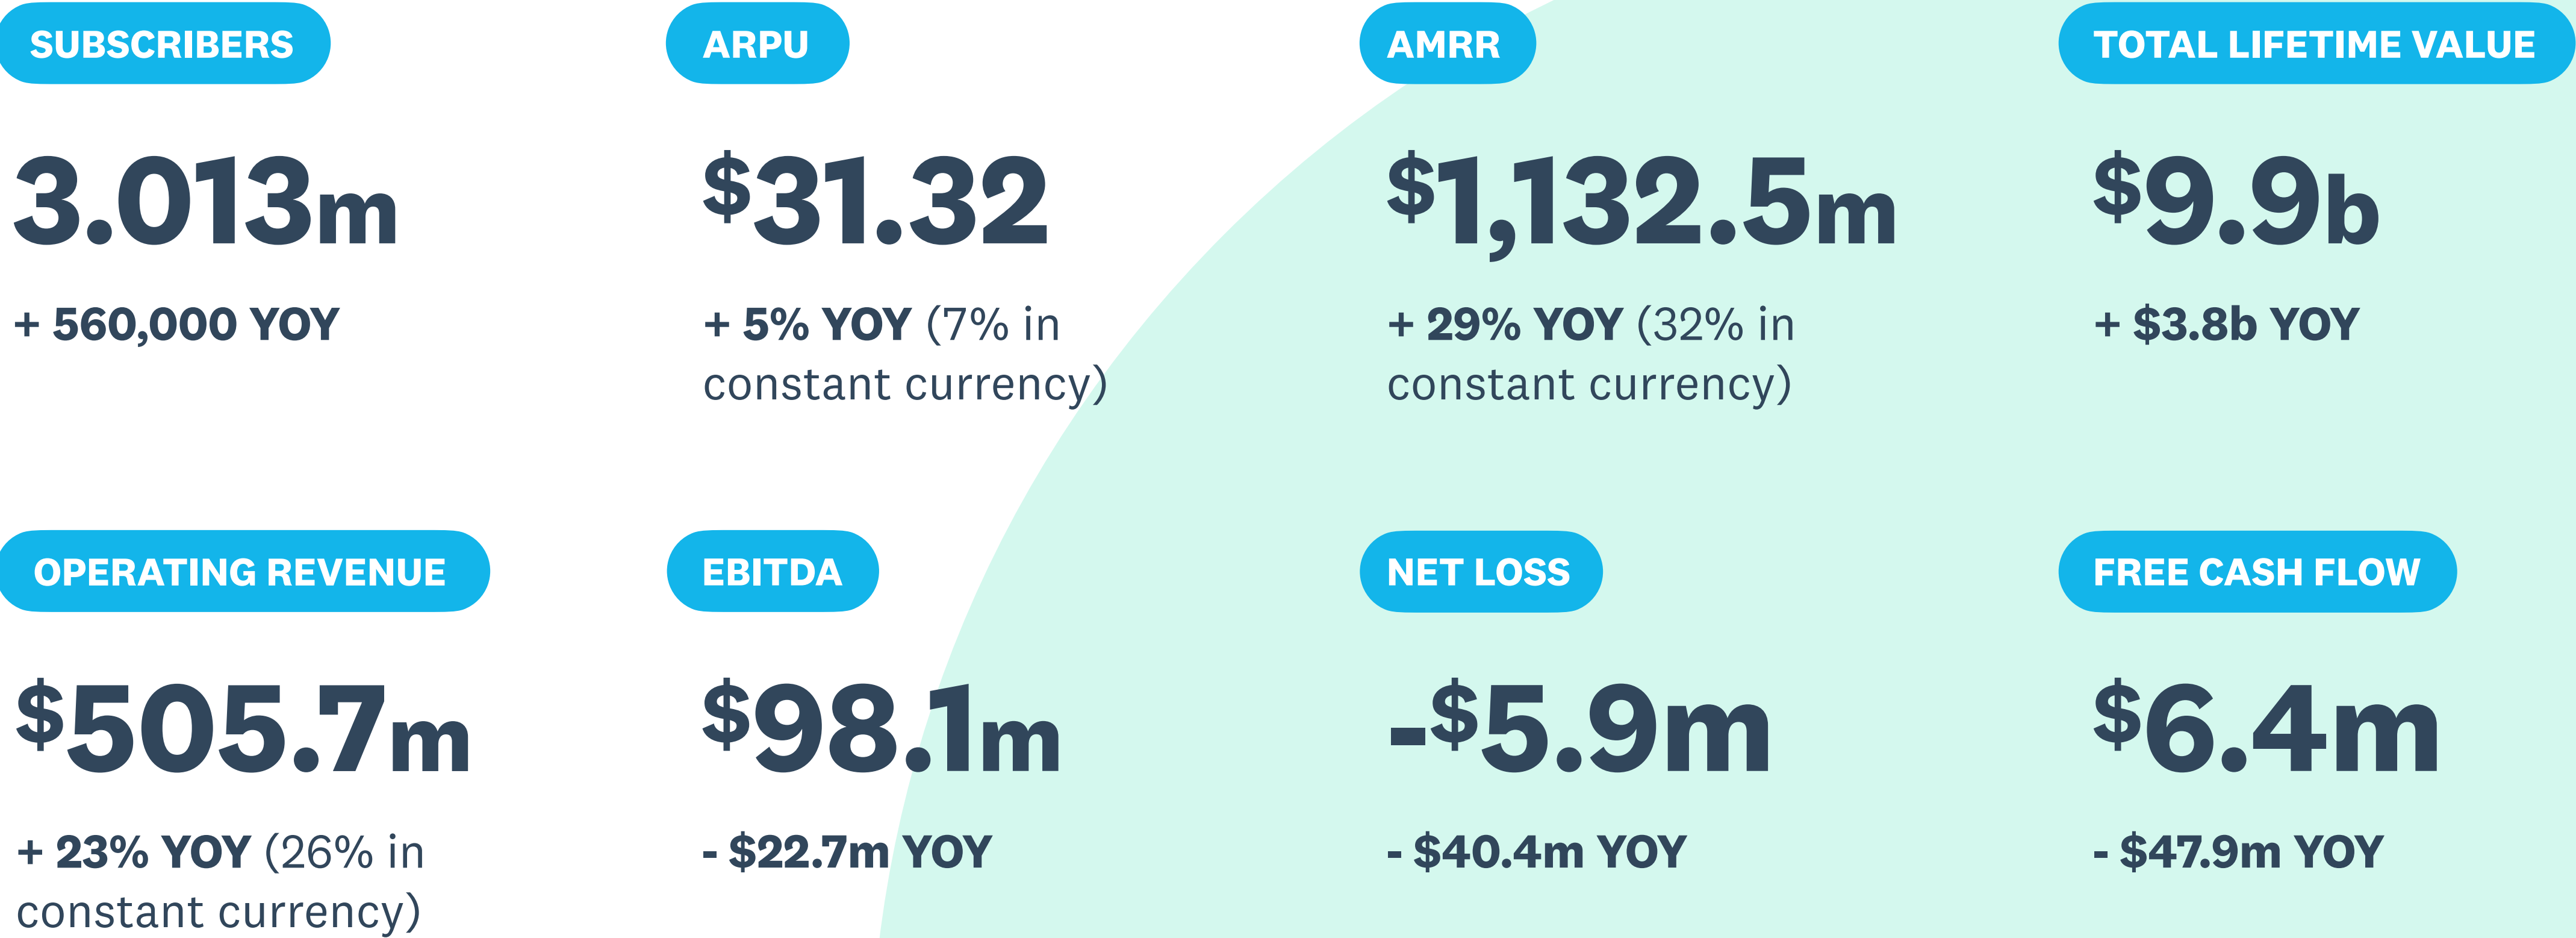 SUBSCRIBERS
3.013m
+ 560,000 YOY
ARPU
$31.32
+ 5% YOY (7% in
constant currency)
AMRR
$1,132.5m
+ 29% YOY (32% in
constant currency)
TOTAL LIFETIME VALUE
$9.9b
+ $3.8b YOY
OPERATING REVENUE
$505.7m
+ 23% YOY (26% in
constant currency)
EBITDA
$98.1m
- $22.7m YOY
NET LOSS
-$5.9m
- $40.4m YOY
FREE CASH FLOW
$6.4m
- $47.9m YOY